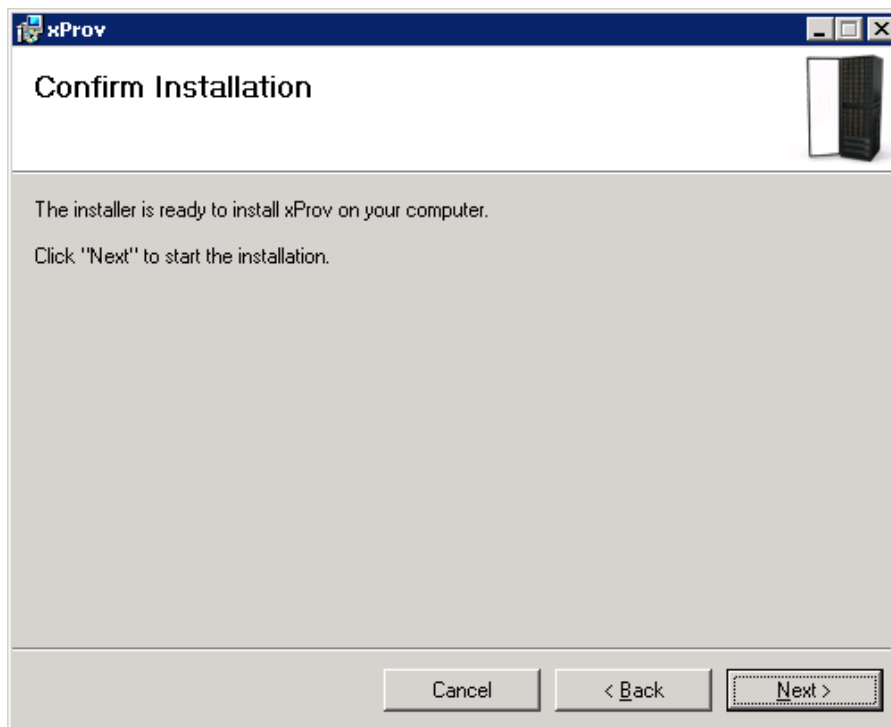 xProv
Confirm Installation
The installer is ready to install xProv on your computer.
Click "Next" to start the installation.
Cancel
< Back
Next >